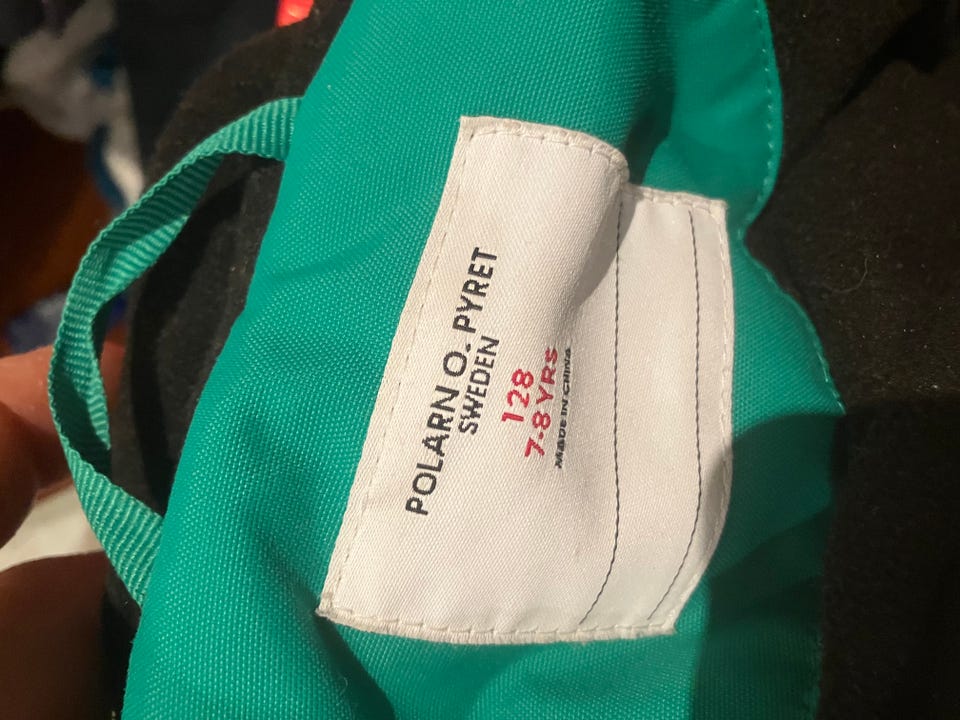 POLARN O. PYRET
SWEDEN
128
7-8 YRS
MADE IN CHINA